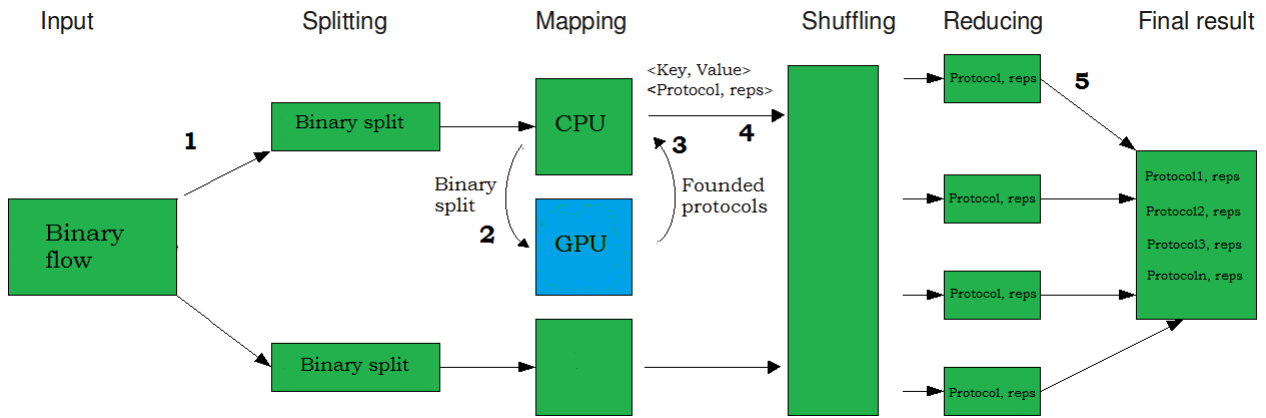 Input
Splitting
Mapping
Shuffling
Reducing
Final result
Binary
flow
1
Binary split
Binary split
CPU
Binary
split
2
GPU
<Key, Value>
<Protocol, reps>
4
3
Founded
protocols
Protocol, reps
Protocol, reps
Protocol, reps
Protocol, reps
5
Protocol1, reps
Protocol2, reps
Protocol3, reps
Protocoln, reps